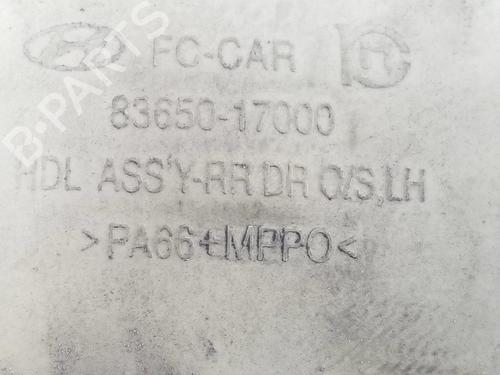 FC-CAR
83650-17000
HDL ASS'Y-RR DR O/S,LH
>PA66+MPPO<
B-PARTS